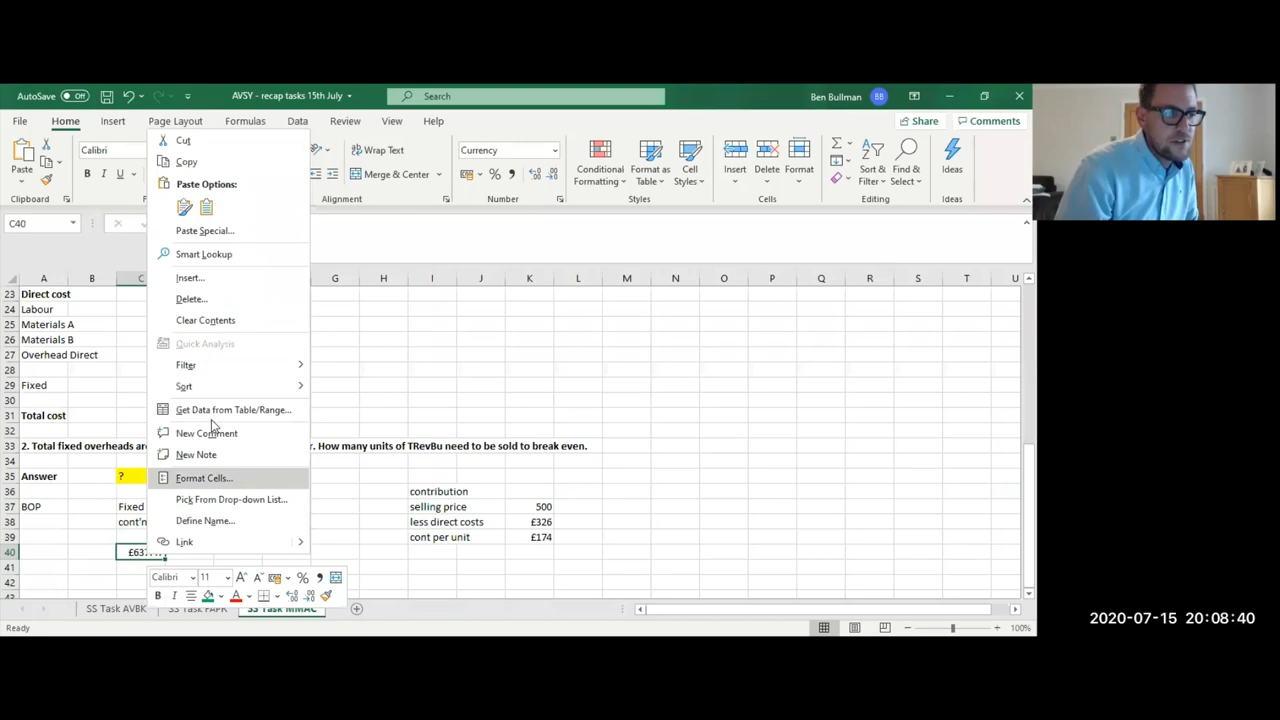 AutoSave Off AVSY - recap tasks 15th July Search Ben Bullman BB
File Home Insert Page Layout Formulas Data Review View Help Share Comments
Paste
Clipboard
Calibri
B I U
Wrap Text
Merge & Center
Alignment
Currency
Number
Conditional Formatting
Format as Table
Cell Styles
Styles
Insert Delete Format
Cells
Sort & Filter
Find & Select
Editing
Ideas
Ideas
C40
A B C G H I J K L M N O P Q R S T U
23 Direct cost
24 Labour
25 Materials A
26 Materials B
27 Overhead Direct
28
29 Fixed
30
31 Total cost
32
33 2. Total fixed overheads are r. How many units of TRevBu need to be sold to break even.
34
35 Answer ?
36 contribution
37 BOP Fixed selling price 500
38 cont'n less direct costs £326
39 cont per unit £174
40
41
42
43
Cut
Copy
Paste Options:
Paste Special...
Smart Lookup
Insert...
Delete...
Clear Contents
Quick Analysis
Filter
Sort
Get Data from Table/Range...
New Comment
New Note
Format Cells...
Pick From Drop-down List...
Define Name...
Link
Calibri 11 A A %
B I A
SS Task AVBK SS Task PAPK SS Task MMAC
Ready 100%
2020-07-15 20:08:40